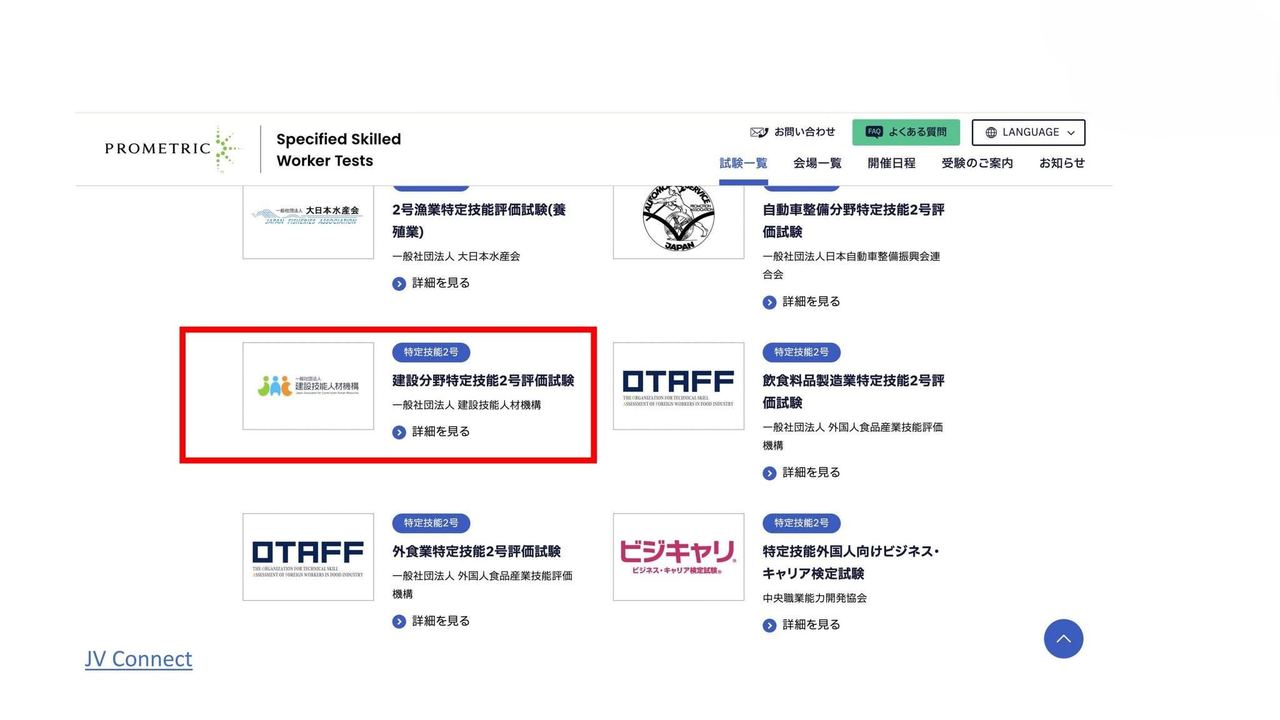 PROMETRIC
Specified Skilled
Worker Tests
お問い合わせ
FAQ よくある質問
LANGUAGE
試験一覧
会場一覧
開催日程
受験のご案内
お知らせ
一般社団法人 大日本水産会
JAPAN FISHERIES ASSOCIATION
2号漁業特定技能評価試験(養
殖業)
一般社団法人 大日本水産会
詳細を見る
JAPAN
自動車整備分野特定技能2号評
価試験
一般社団法人日本自動車整備振興会連
合会
詳細を見る
一般社団法人
建設技能人材機構
特定技能2号
建設分野特定技能2号評価試験
一般社団法人 建設技能人材機構
詳細を見る
OTAFF
THE ORGANIZATION FOR TECHNICAL SKILL
ASSESSMENT OF FOREIGN WORKERS IN FOOD INDUSTRY
特定技能2号
飲食料品製造業特定技能2号評
価試験
一般社団法人 外国人食品産業技能評価
機構
詳細を見る
OTAFF
THE ORGANIZATION FOR TECHNICAL SKILL
ASSESSMENT OF FOREIGN WORKERS IN FOOD INDUSTRY
特定技能2号
外食業特定技能2号評価試験
一般社団法人 外国人食品産業技能評価
機構
詳細を見る
ビジキャリ
ビジネス・キャリア検定試験
特定技能2号
特定技能外国人向けビジネス・
キャリア検定試験
中央職業能力開発協会
詳細を見る
JV Connect